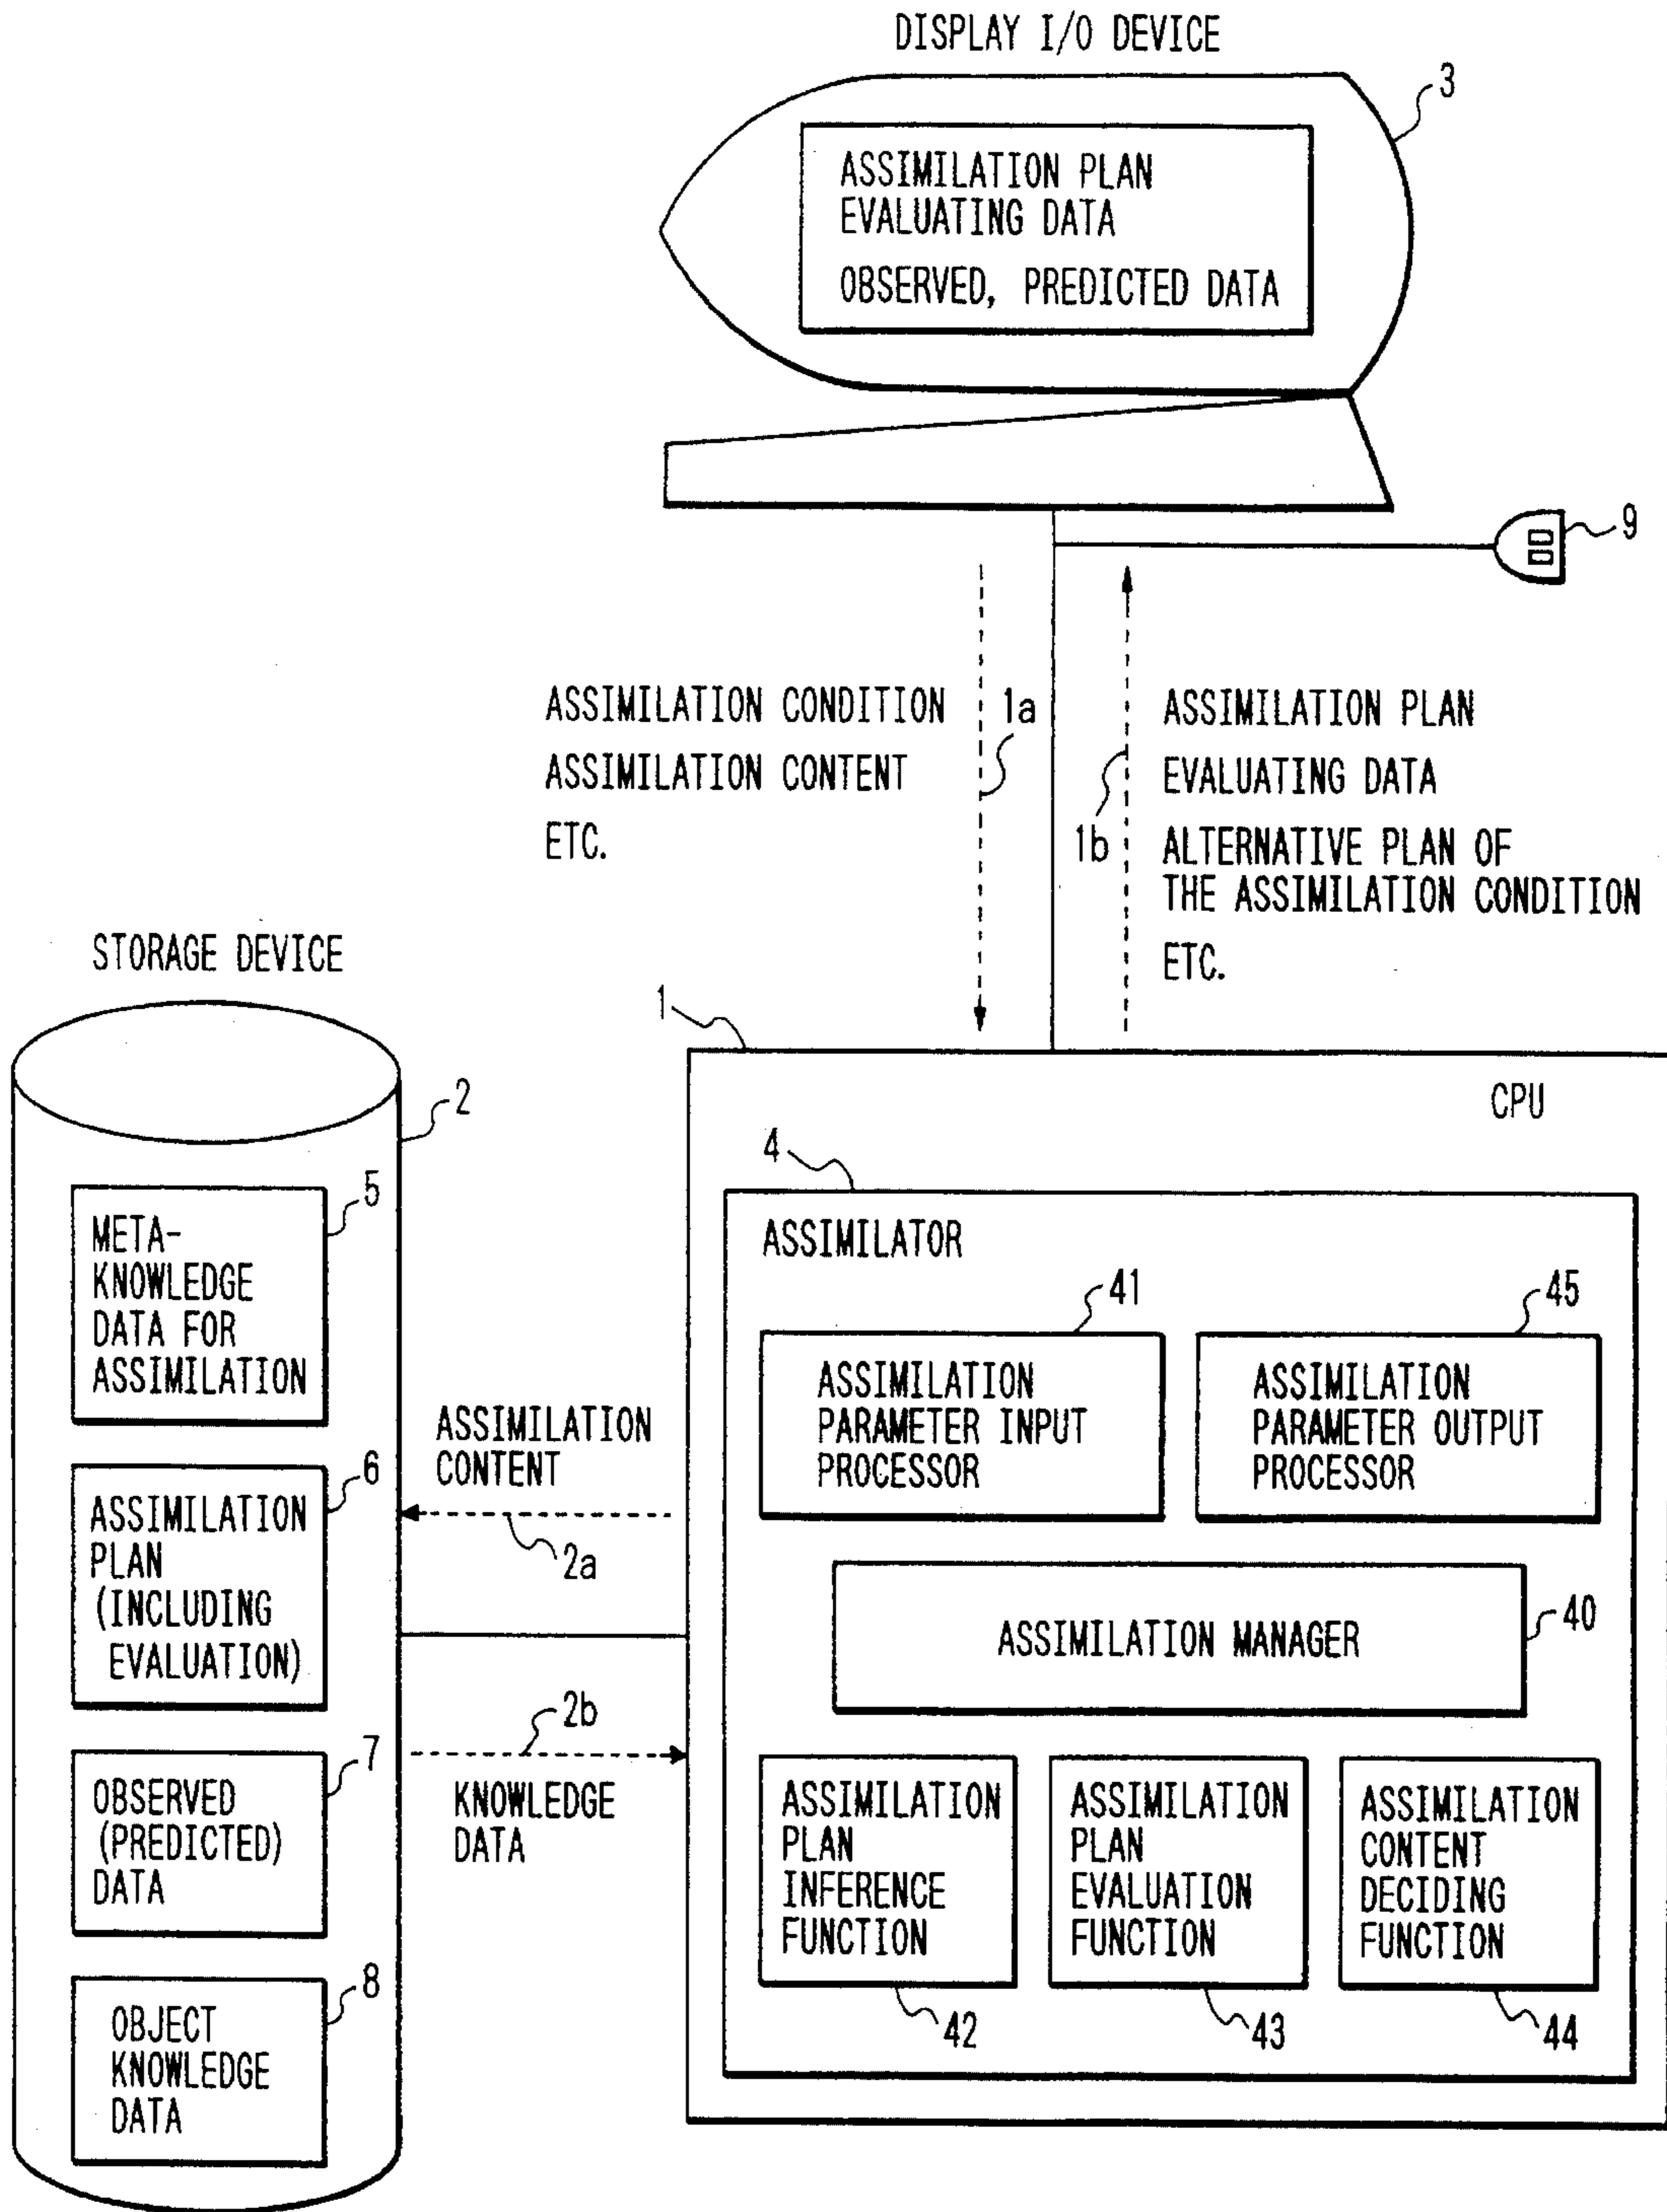 DISPLAY I/O DEVICE
3
ASSIMILATION PLAN
EVALUATING DATA
OBSERVED, PREDICTED DATA
9
ASSIMILATION CONDITION
ASSIMILATION CONTENT
ETC.
1a
1b
ASSIMILATION PLAN
EVALUATING DATA
ALTERNATIVE PLAN OF
THE ASSIMILATION CONDITION
ETC.
STORAGE DEVICE
2
5
META-
KNOWLEDGE
DATA FOR
ASSIMILATION
6
ASSIMILATION
PLAN
(INCLUDING
EVALUATION)
7
OBSERVED
(PREDICTED)
DATA
8
OBJECT
KNOWLEDGE
DATA
ASSIMILATION
CONTENT
2a
2b
KNOWLEDGE
DATA
1
CPU
4
ASSIMILATOR
41
ASSIMILATION
PARAMETER INPUT
PROCESSOR
45
ASSIMILATION
PARAMETER OUTPUT
PROCESSOR
40
ASSIMILATION MANAGER
ASSIMILATION
PLAN
INFERENCE
FUNCTION
42
ASSIMILATION
PLAN
EVALUATION
FUNCTION
43
ASSIMILATION
CONTENT
DECIDING
FUNCTION
44